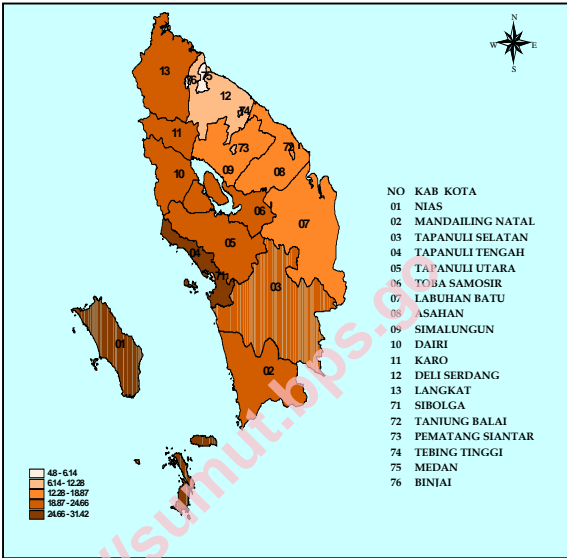 N
W E
S
76
75
13
12
74
11
73
72
09
08
10
06
07
05
04
71
03
01
02
NO KAB KOTA
01 NIAS
02 MANDAILING NATAL
03 TAPANULI SELATAN
04 TAPANULI TENGAH
05 TAPANULI UTARA
06 TOBA SAMOSIR
07 LABUHAN BATU
08 ASAHAN
09 SIMALUNGUN
10 DAIRI
11 KARO
12 DELI SERDANG
13 LANGKAT
71 SIBOLGA
72 TANJUNG BALAI
73 PEMATANG SIANTAR
74 TEBING TINGGI
75 MEDAN
76 BINJAI
4.8 - 6.14
6.14 - 12.28
12.28 - 18.87
18.87 - 24.66
24.66 - 31.42
//sumut.bps.go